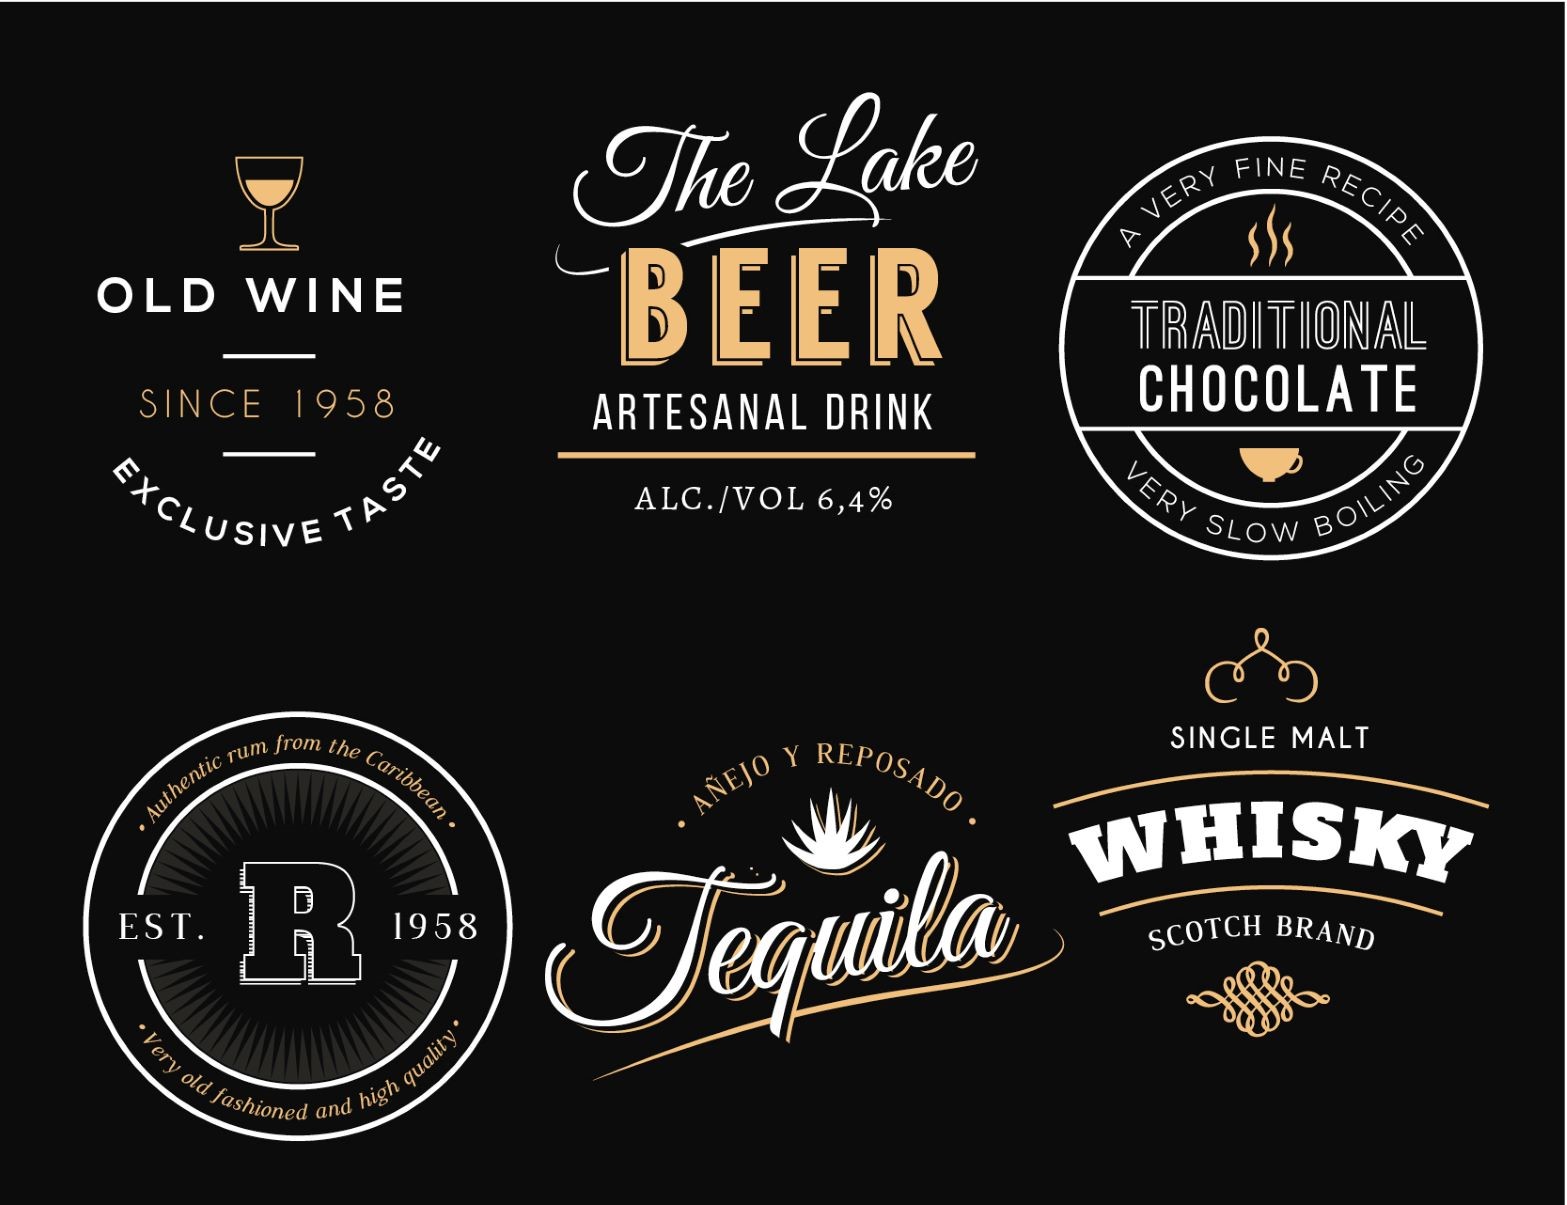 OLD WINE
SINCE 1958
EXCLUSIVE TASTE
The Lake
BEER
ARTESANAL DRINK
ALC./VOL 6,4%
A VERY FINE RECIPE
TRADITIONAL
CHOCOLATE
VERY SLOW BOILING
• Authentic rum from the Caribbean •
EST. R 1958
• Very old fashioned and high quality •
• AÑEJO Y REPOSADO •
Tequila
SINGLE MALT
WHISKY
SCOTCH BRAND